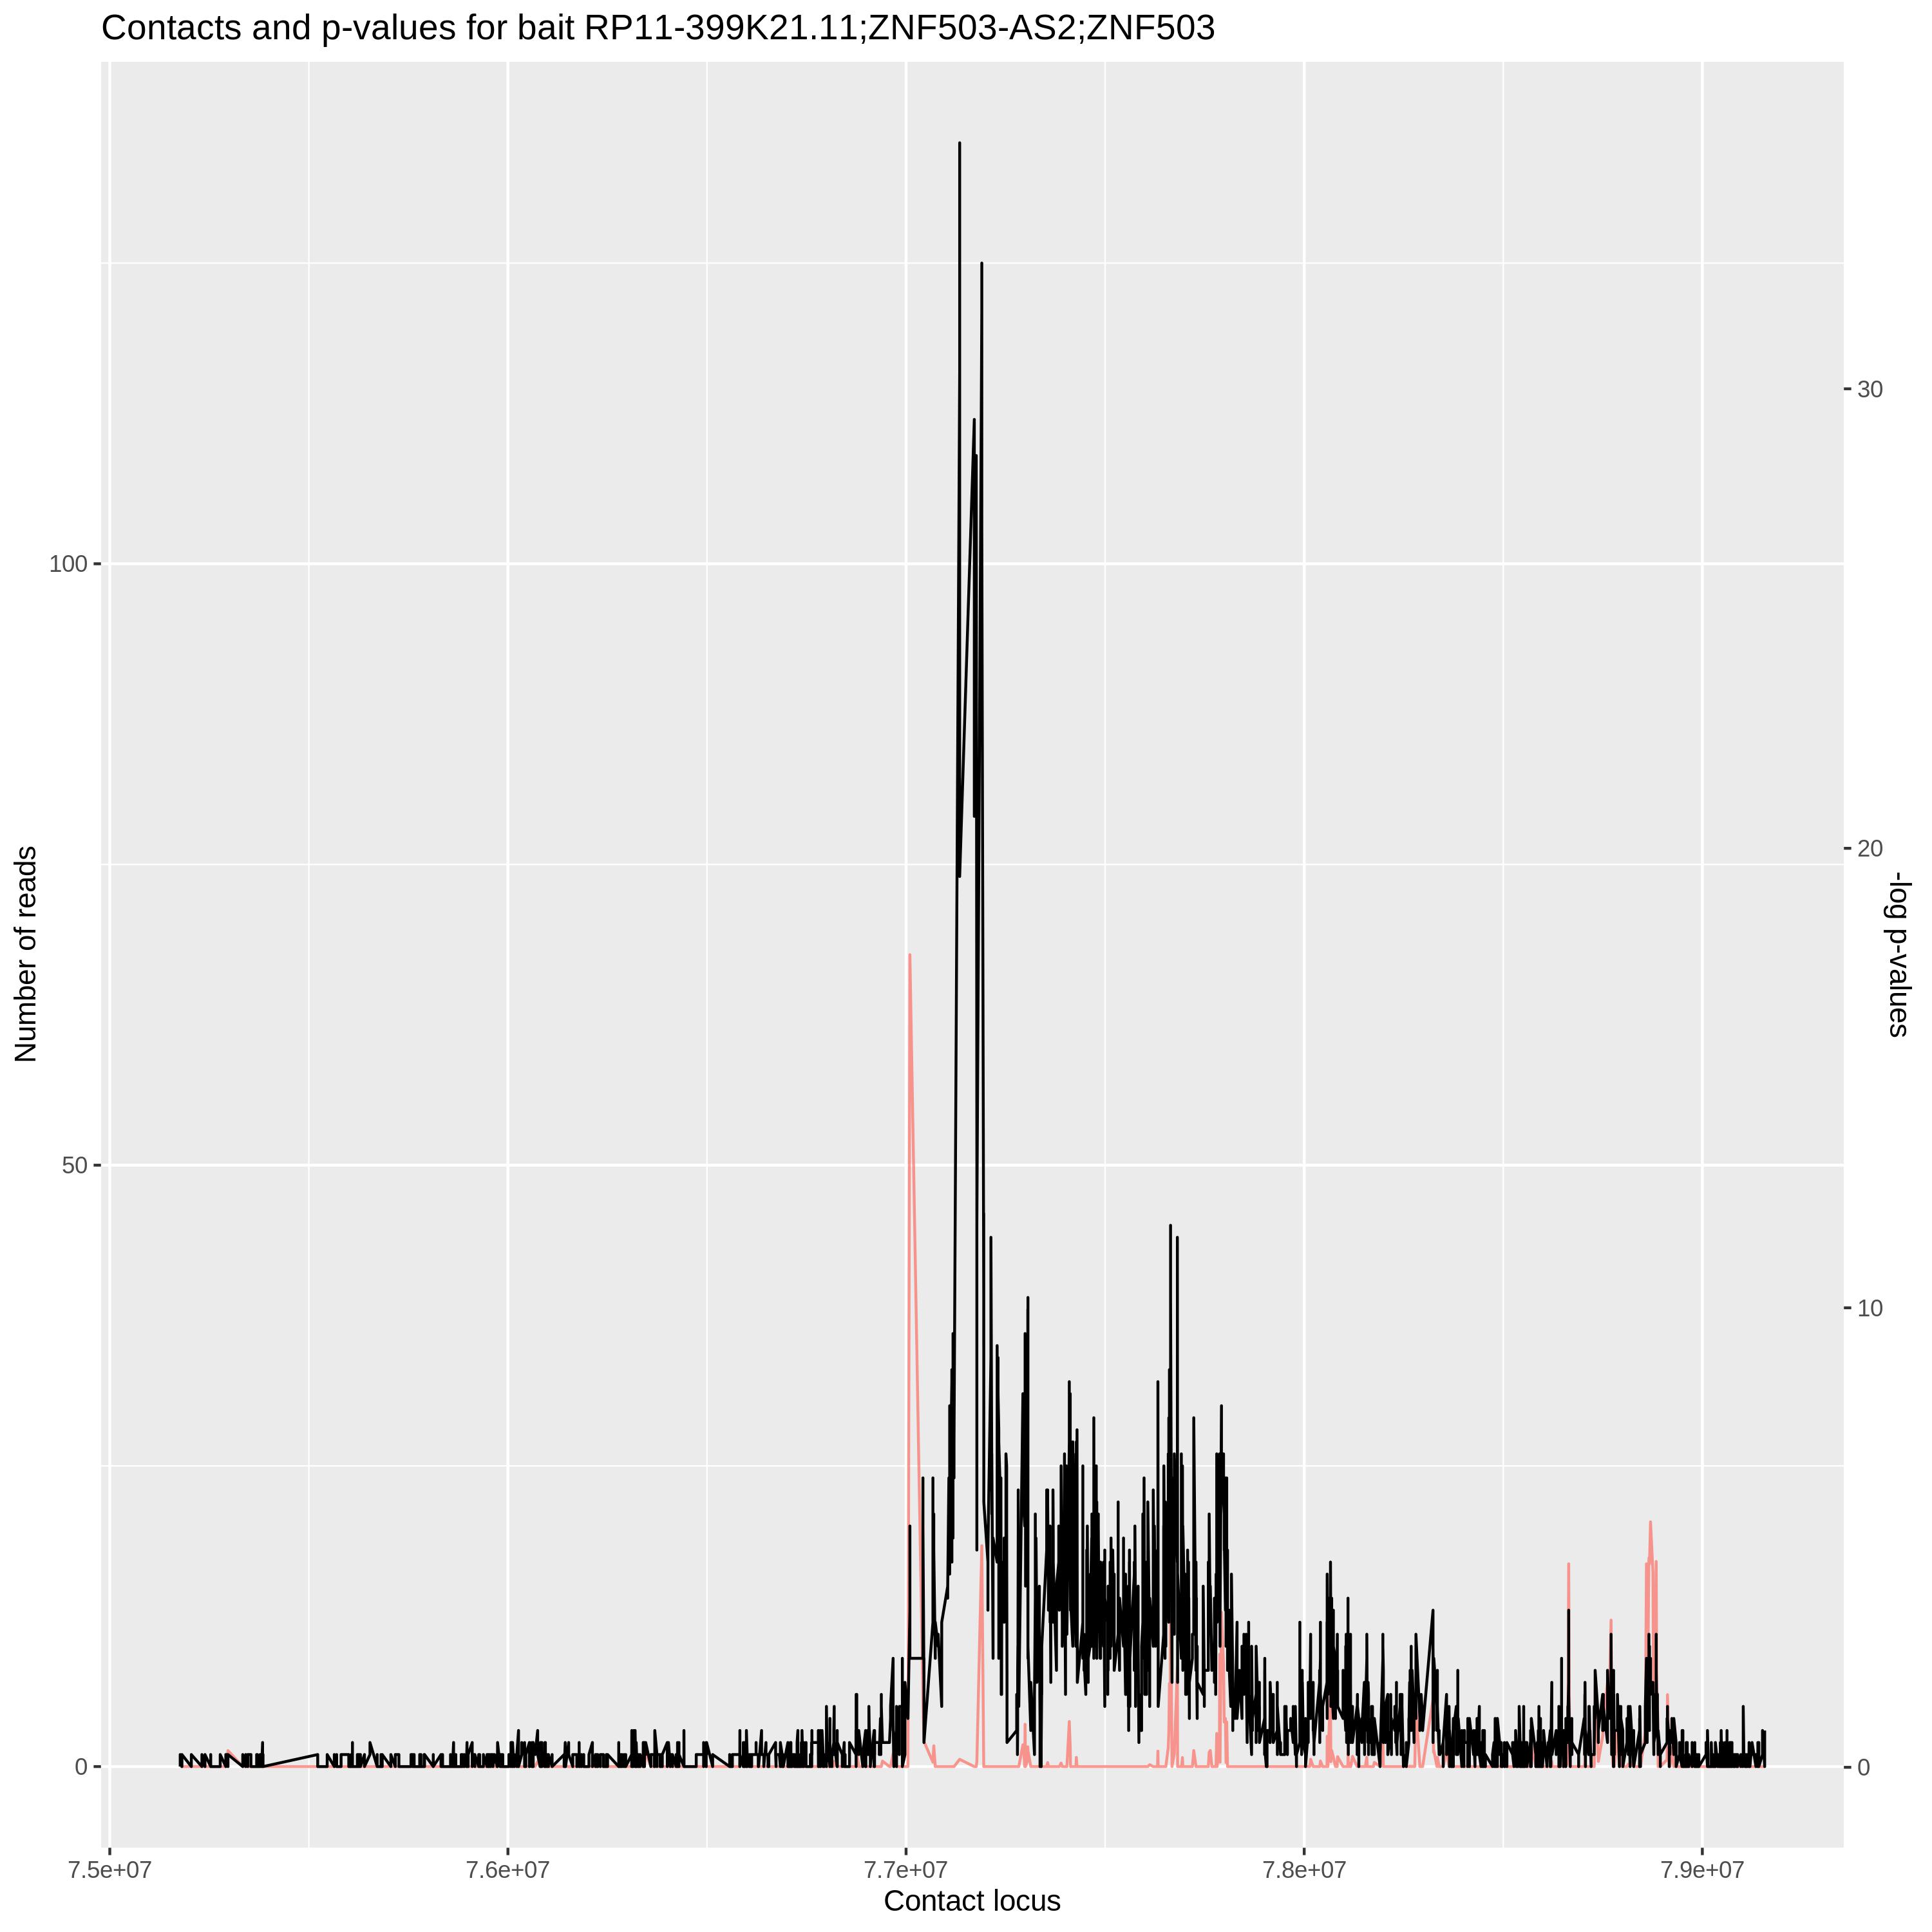 Contacts and p-values for bait RP11-399K21.11;ZNF503-AS2;ZNF503
Number of reads
100
50
0
30
20
10
0
-log p-values
7.5e+07 7.6e+07 7.7e+07 7.8e+07 7.9e+07
Contact locus